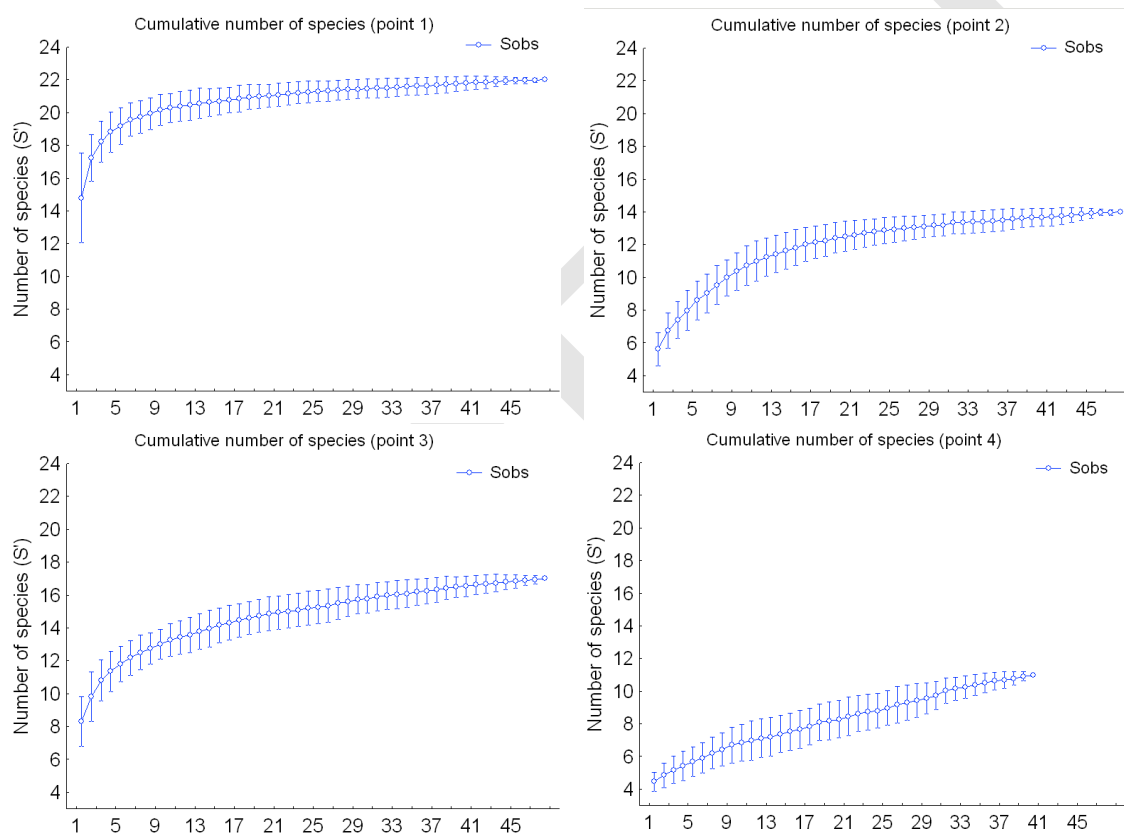 Cumulative number of species (point 1)
Sobs
24
22
20
18
16
14
12
10
8
6
4
Number of species (S')
1 5 9 13 17 21 25 29 33 37 41 45
Cumulative number of species (point 2)
Sobs
24
22
20
18
16
14
12
10
8
6
4
Number of species (S')
1 5 9 13 17 21 25 29 33 37 41 45
Cumulative number of species (point 3)
Sobs
24
22
20
18
16
14
12
10
8
6
4
Number of species (S')
1 5 9 13 17 21 25 29 33 37 41 45
Cumulative number of species (point 4)
Sobs
24
22
20
18
16
14
12
10
8
6
4
Number of species (S')
1 5 9 13 17 21 25 29 33 37 41 45